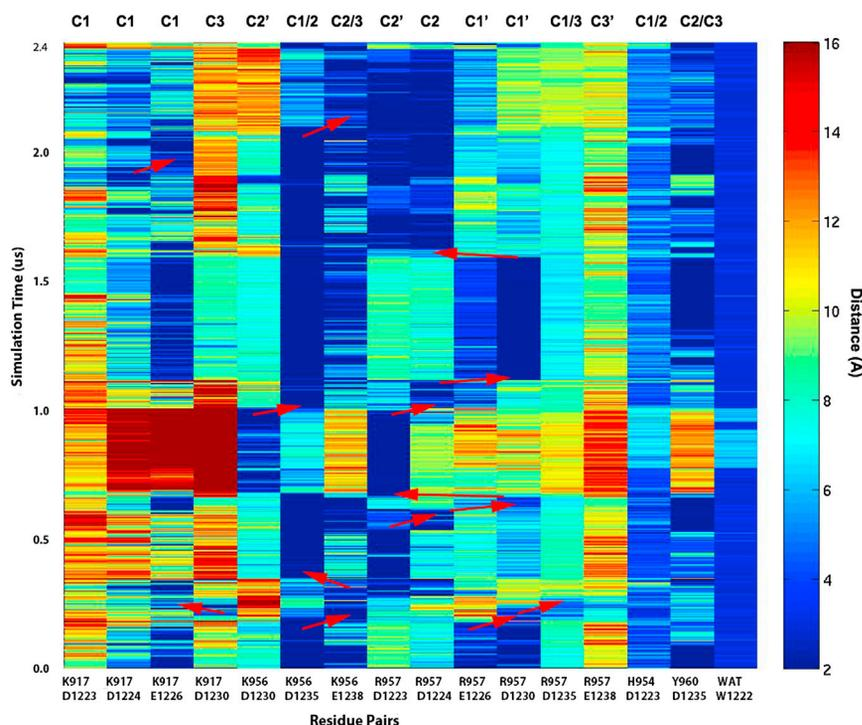 C1 C1 C1 C3 C2' C1/2 C2/3 C2' C2 C1' C1' C1/3 C3' C1/2 C2/C3
2.4
2.0
1.5
1.0
0.5
0.0
Simulation Time (us)
K917 K917 K917 K917 K956 K956 K956 R957 R957 R957 R957 R957 R957 H954 Y960 WAT
D1223 D1224 E1226 D1230 D1230 D1235 E1238 D1223 D1224 E1226 D1230 D1235 E1238 D1223 D1235 W1222
Residue Pairs
16
14
12
10
8
6
4
2
Distance (A)